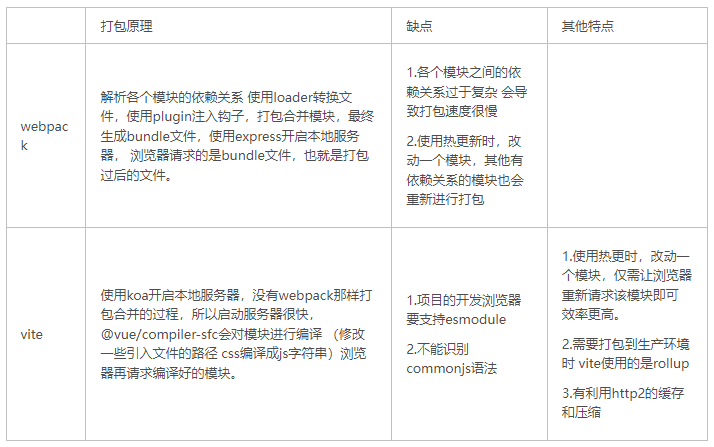 打包原理
缺点
其他特点
webpac
k
解析各个模块的依赖关系 使用loader转换文
件，使用plugin注入钩子，打包合并模块，最终
生成bundle文件，使用express开启本地服务
器， 浏览器请求的是bundle文件，也就是打包
过后的文件。
1.各个模块之间的依
赖关系过于复杂 会导
致打包速度很慢
2.使用热更新时，改
动一个模块，其他有
依赖关系的模块也会
重新进行打包
vite
使用koa开启本地服务器，没有webpack那样打
包合并的过程，所以启动服务器很快，
@vue/compiler-sfc会对模块进行编译 （修改
一些引入文件的路径 css编译成js字符串）浏览
器再请求编译好的模块。
1.项目的开发浏览器
要支持esmodule
2.不能识别
commonjs语法
1.使用热更时，改动一
个模块，仅需让浏览器
重新请求该模块即可
效率更高。
2.需要打包到生产环境
时 vite使用的是rollup
3.有利用http2的缓存
和压缩